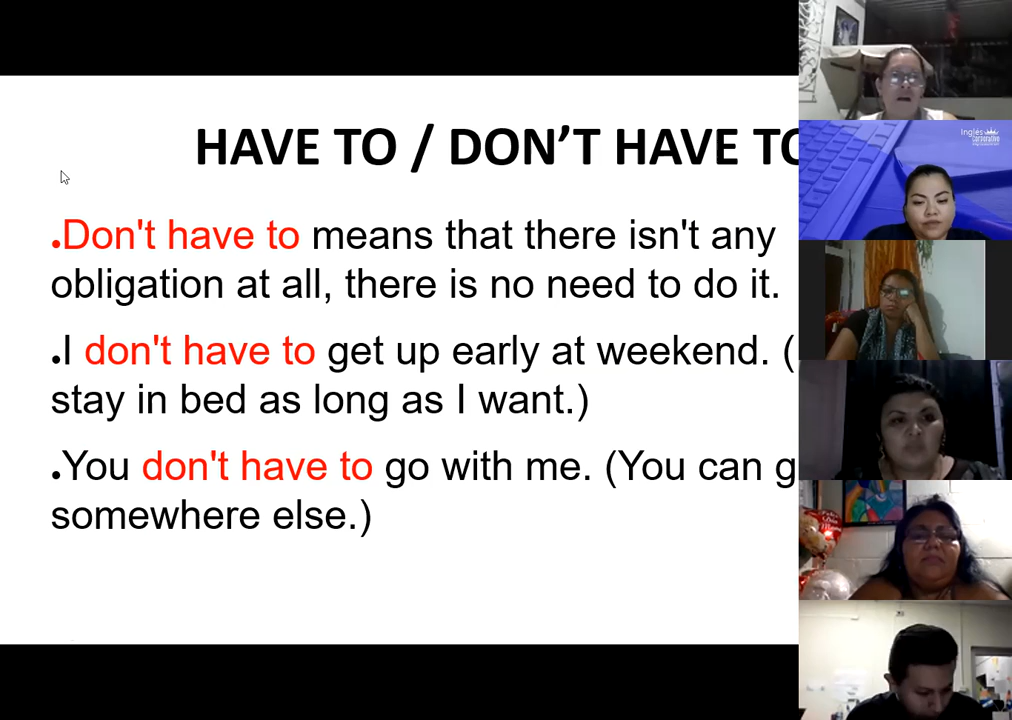 HAVE TO / DON’T HAVE TO
●Don't have to means that there isn't any
obligation at all, there is no need to do it.
●I don't have to get up early at weekend. (
stay in bed as long as I want.)
●You don't have to go with me. (You can g
somewhere else.)
Inglés
Corporativo